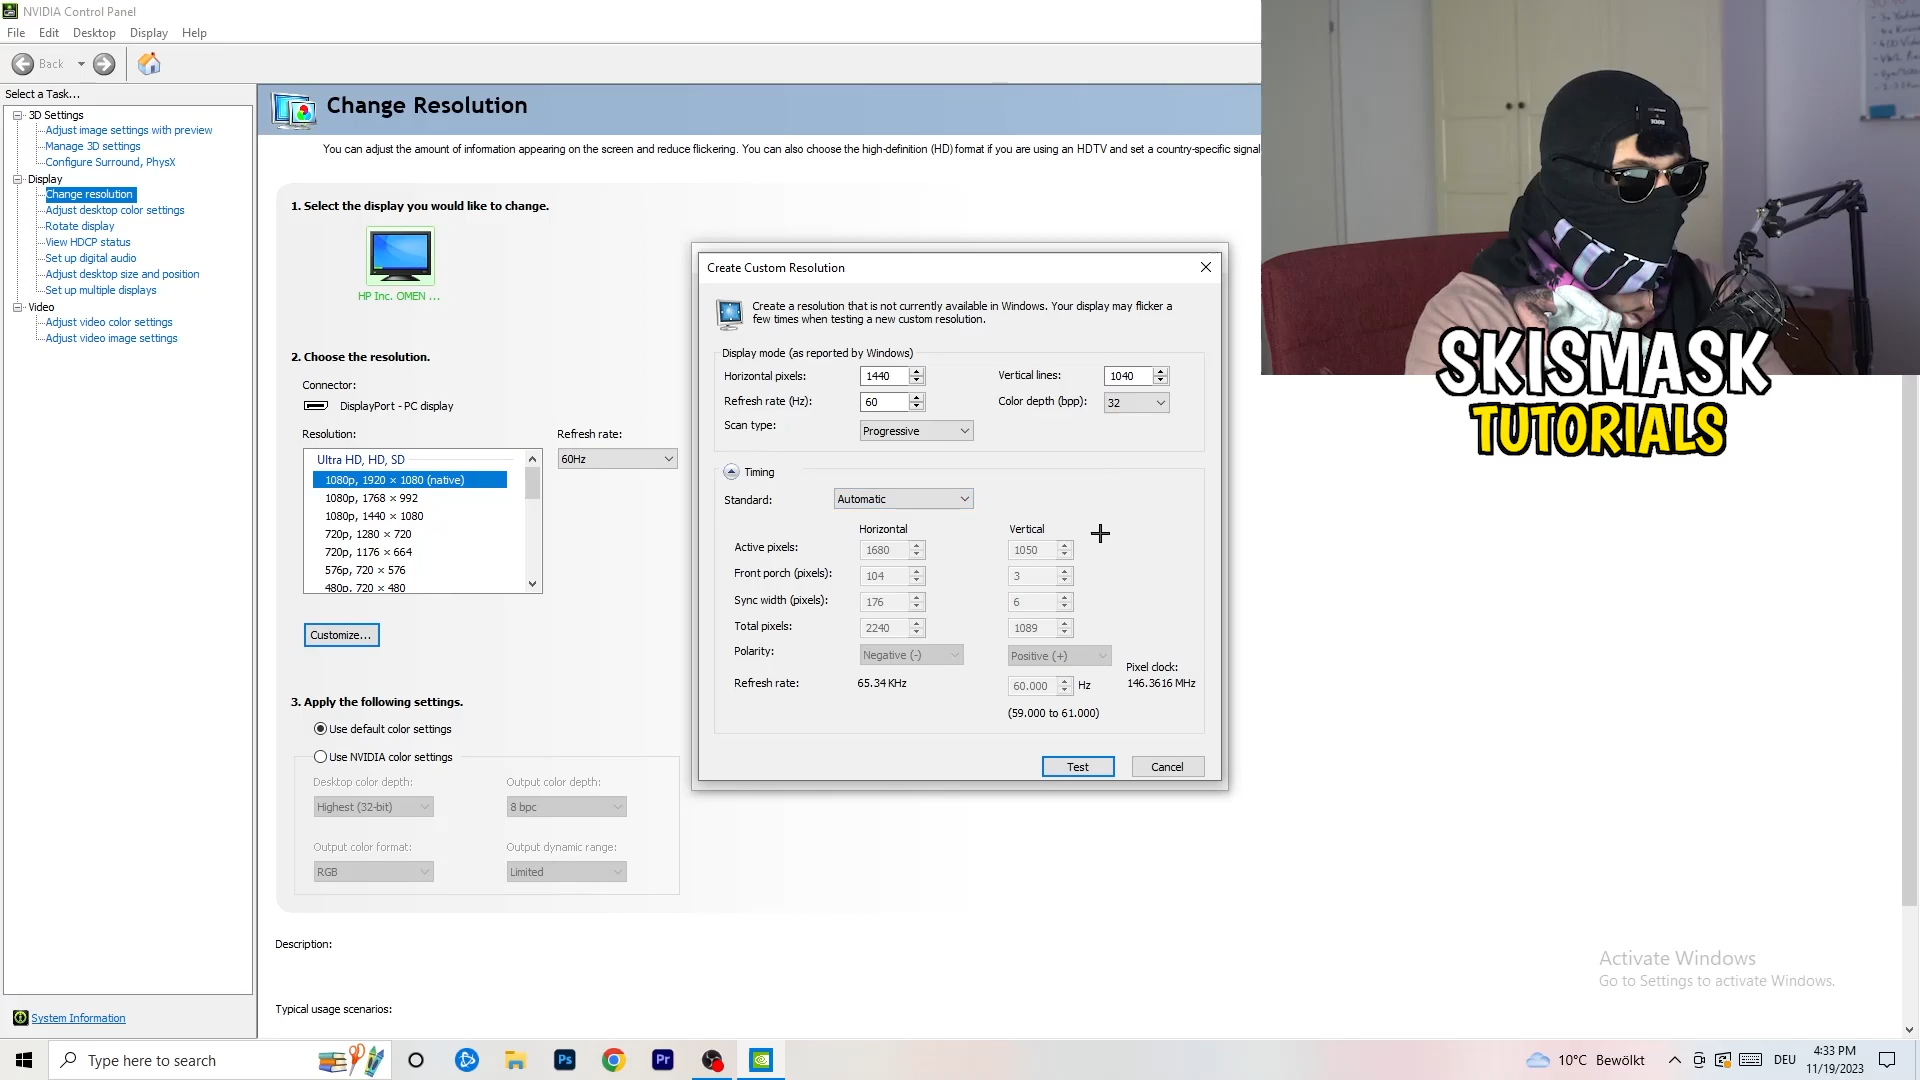 NVIDIA Control Panel
File Edit Desktop Display Help
Back
Select a Task...
3D Settings
Adjust image settings with preview
Manage 3D settings
Configure Surround, PhysX
Display
Change resolution
Adjust desktop color settings
Rotate display
View HDCP status
Set up digital audio
Adjust desktop size and position
Set up multiple displays
Video
Adjust video color settings
Adjust video image settings
System Information
Change Resolution
You can adjust the amount of information appearing on the screen and reduce flickering. You can also choose the high-definition (HD) format if you are using an HDTV and set a country-specific signal
1. Select the display you would like to change.
HP Inc. OMEN ...
2. Choose the resolution.
Connector:
DisplayPort - PC display
Resolution:
Refresh rate:
Ultra HD, HD, SD
60Hz
1080p, 1920 × 1080 (native)
1080p, 1768 × 992
1080p, 1440 × 1080
720p, 1280 × 720
720p, 1176 × 664
576p, 720 × 576
480p, 720 × 480
Customize...
3. Apply the following settings.
Use default color settings
Use NVIDIA color settings
Desktop color depth: Output color depth:
Highest (32-bit) 8 bpc
Output color format: Output dynamic range:
RGB Limited
Description:
Typical usage scenarios:
Create Custom Resolution
Create a resolution that is not currently available in Windows. Your display may flicker a
few times when testing a new custom resolution.
Display mode (as reported by Windows)
Horizontal pixels: 1440 Vertical lines: 1040
Refresh rate (Hz): 60 Color depth (bpp): 32
Scan type: Progressive
Timing
Standard: Automatic
Horizontal Vertical
Active pixels: 1680 1050
Front porch (pixels): 104 3
Sync width (pixels): 176 6
Total pixels: 2240 1089
Polarity: Negative (-) Positive (+)
Pixel clock:
Refresh rate: 65.34 KHz 60.000 Hz 146.3616 MHz
(59.000 to 61.000)
Test Cancel
SKISMASK
TUTORIALS
Activate Windows
Go to Settings to activate Windows.
Type here to search
Ps
Pr
10°C Bewölkt
DEU
4:33 PM
11/19/2023